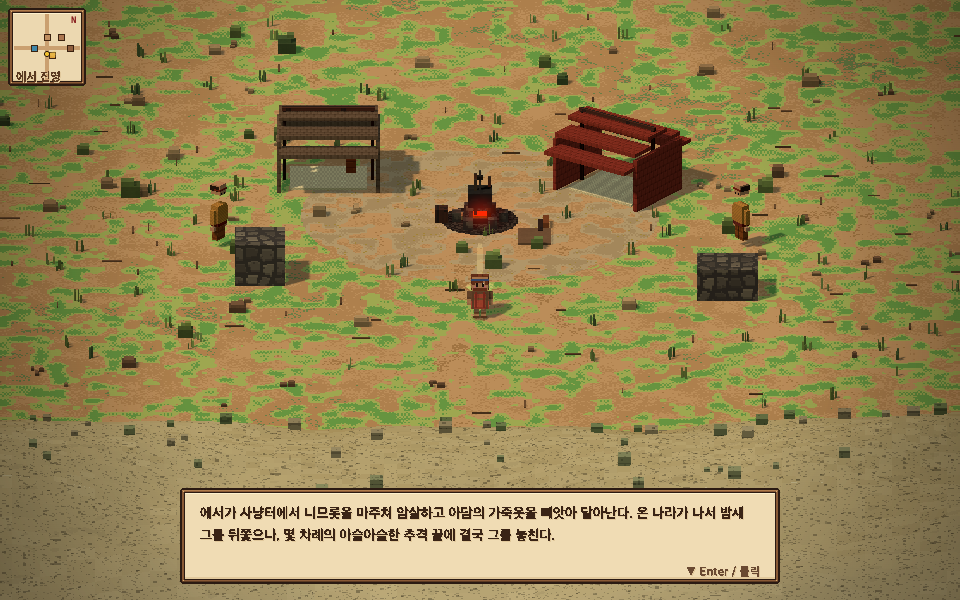 N
에서 진영
에서가 사냥터에서 니므롯을 마주쳐 암살하고 아담의 가죽옷을 빼앗아 달아난다. 온 나라가 나서 밤새
그를 뒤쫓으나, 몇 차례의 아슬아슬한 추격 끝에 결국 그를 놓친다.
▼ Enter / 클릭